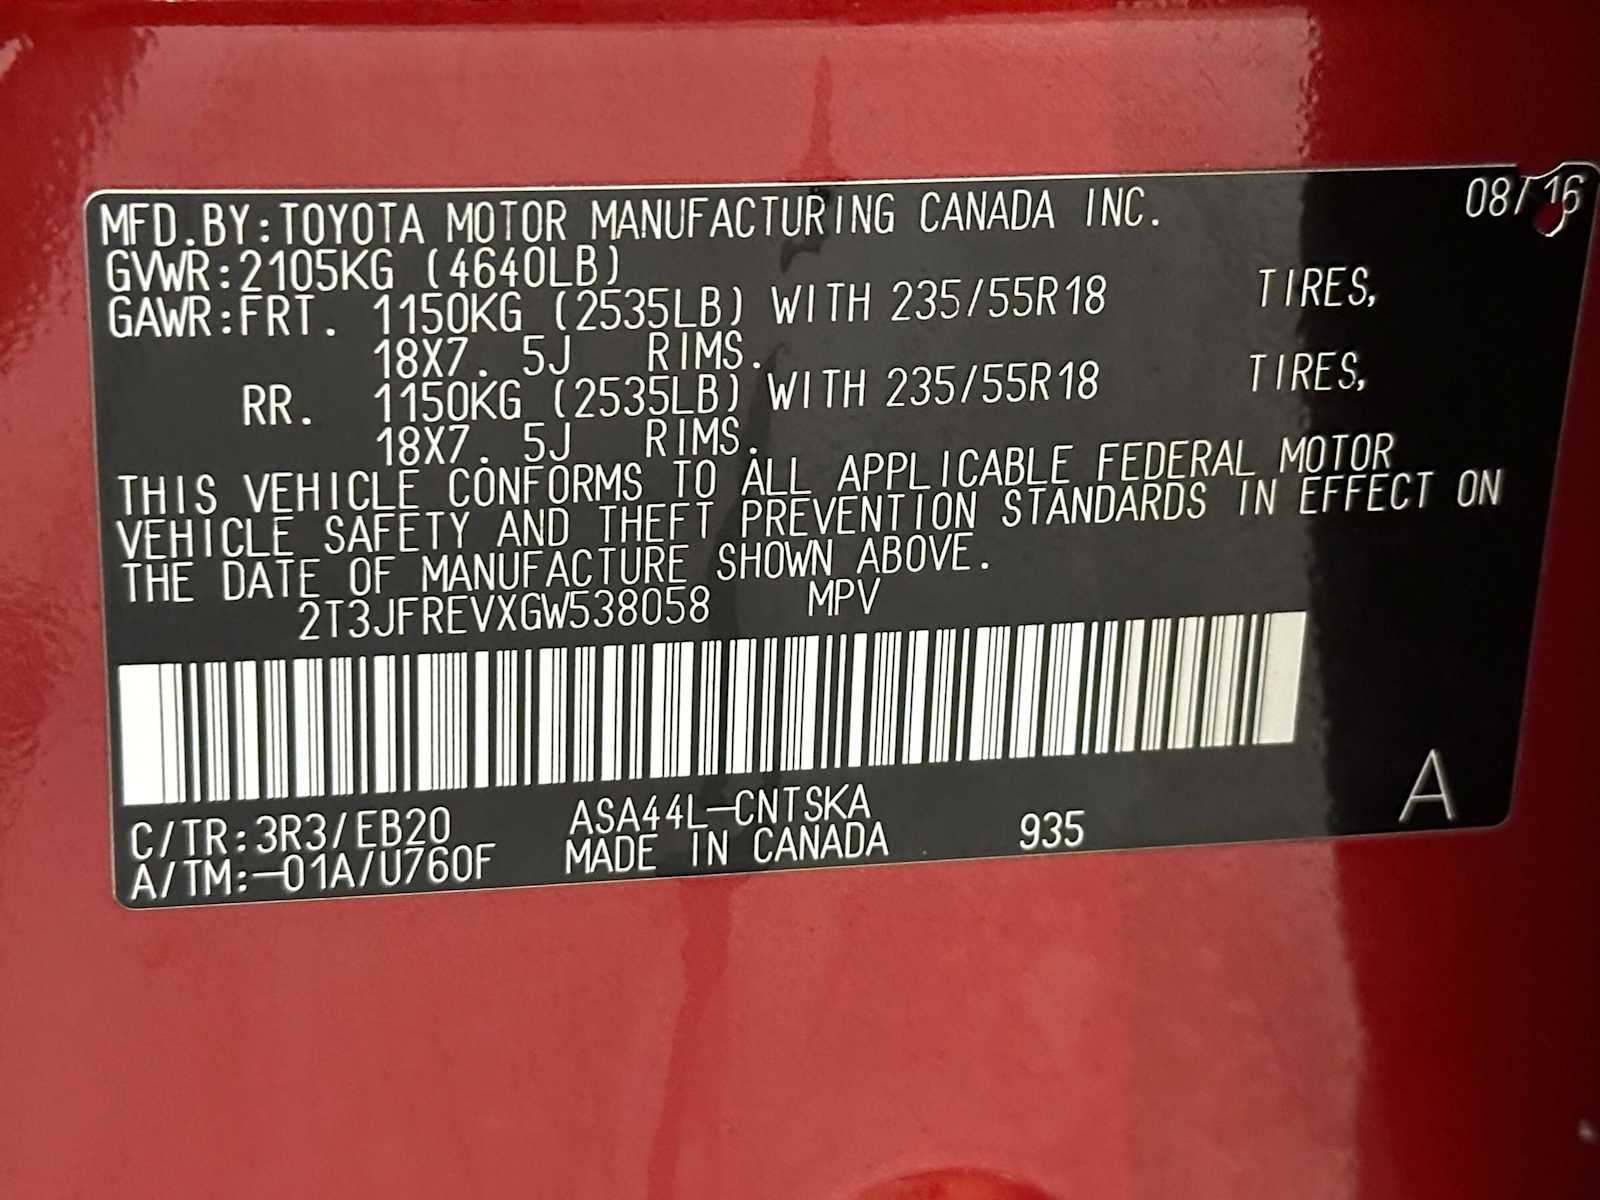 08/16
MFD.BY:TOYOTA MOTOR MANUFACTURING CANADA INC.
GVWR:2105KG (4640LB)
GAWR:FRT. 1150KG (2535LB) WITH 235/55R18 TIRES,
18X7. 5J RIMS.
RR. 1150KG (2535LB) WITH 235/55R18 TIRES,
18X7. 5J RIMS.
THIS VEHICLE CONFORMS TO ALL APPLICABLE FEDERAL MOTOR
VEHICLE SAFETY AND THEFT PREVENTION STANDARDS IN EFFECT ON
THE DATE OF MANUFACTURE SHOWN ABOVE.
2T3JFREVXGW538058 MPV
C/TR:3R3/EB20 ASA44L-CNTSKA
A/TM:-01A/U760F MADE IN CANADA 935 A